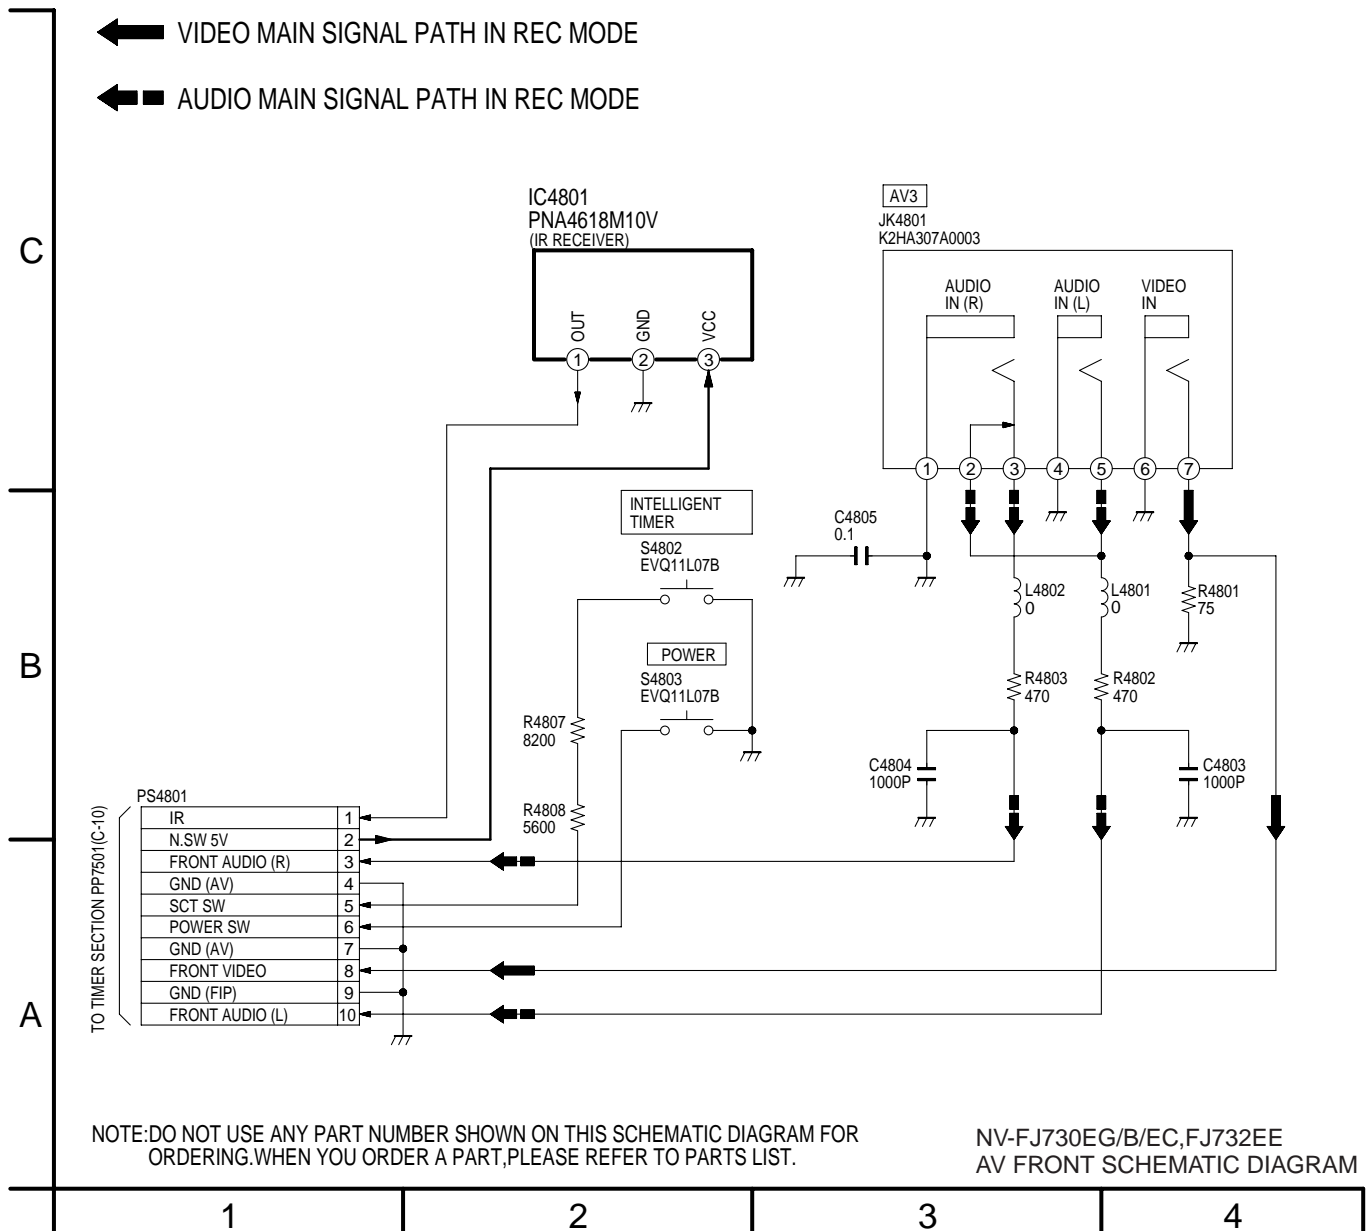 VIDEO MAIN SIGNAL PATH IN REC MODE
AUDIO MAIN SIGNAL PATH IN REC MODE
C
IC4801
PNA4618M10V
(IR RECEIVER)
OUT
GND
VCC
1
2
3
AV3
JK4801
K2HA307A0003
AUDIO
IN (R)
AUDIO
IN (L)
VIDEO
IN
1
2
3
4
5
6
7
B
INTELLIGENT
TIMER
S4802
EVQ11L07B
POWER
S4803
EVQ11L07B
R4807
8200
R4808
5600
C4805
0.1
L4802
0
L4801
0
R4801
75
R4803
470
R4802
470
C4804
1000P
C4803
1000P
A
TO TIMER SECTION PP7501(C-10)
PS4801
IR 1
N.SW 5V 2
FRONT AUDIO (R) 3
GND (AV) 4
SCT SW 5
POWER SW 6
GND (AV) 7
FRONT VIDEO 8
GND (FIP) 9
FRONT AUDIO (L) 10
NOTE:DO NOT USE ANY PART NUMBER SHOWN ON THIS SCHEMATIC DIAGRAM FOR
ORDERING.WHEN YOU ORDER A PART,PLEASE REFER TO PARTS LIST.
NV-FJ730EG/B/EC,FJ732EE
AV FRONT SCHEMATIC DIAGRAM
1
2
3
4